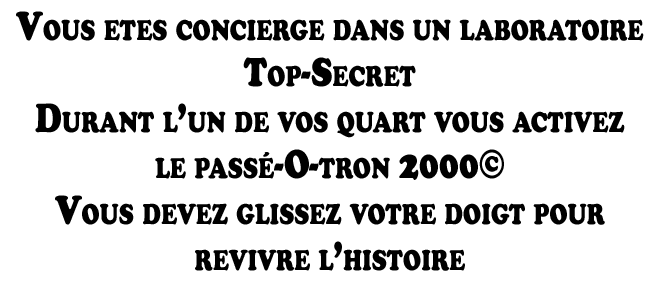 Vous etes concierge dans un laboratoire
Top-Secret
Durant l'un de vos quart vous activez
le passé-O-tron 2000©
Vous devez glissez votre doigt pour
revivre l'histoire